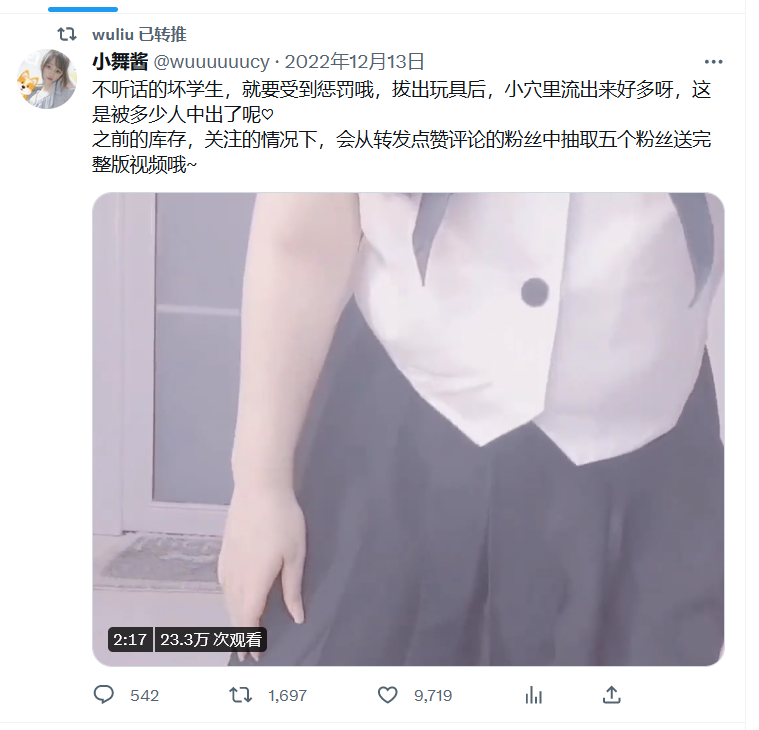 wuliu 已转推
小舞酱 @wuuuuuucy · 2022年12月13日
不听话的坏学生，就要受到惩罚哦，拔出玩具后，小穴里流出来好多呀，这
是被多少人中出了呢♡
之前的库存，关注的情况下，会从转发点赞评论的粉丝中抽取五个粉丝送完
整版视频哦~
2:17 23.3万 次观看
542 1,697 9,719